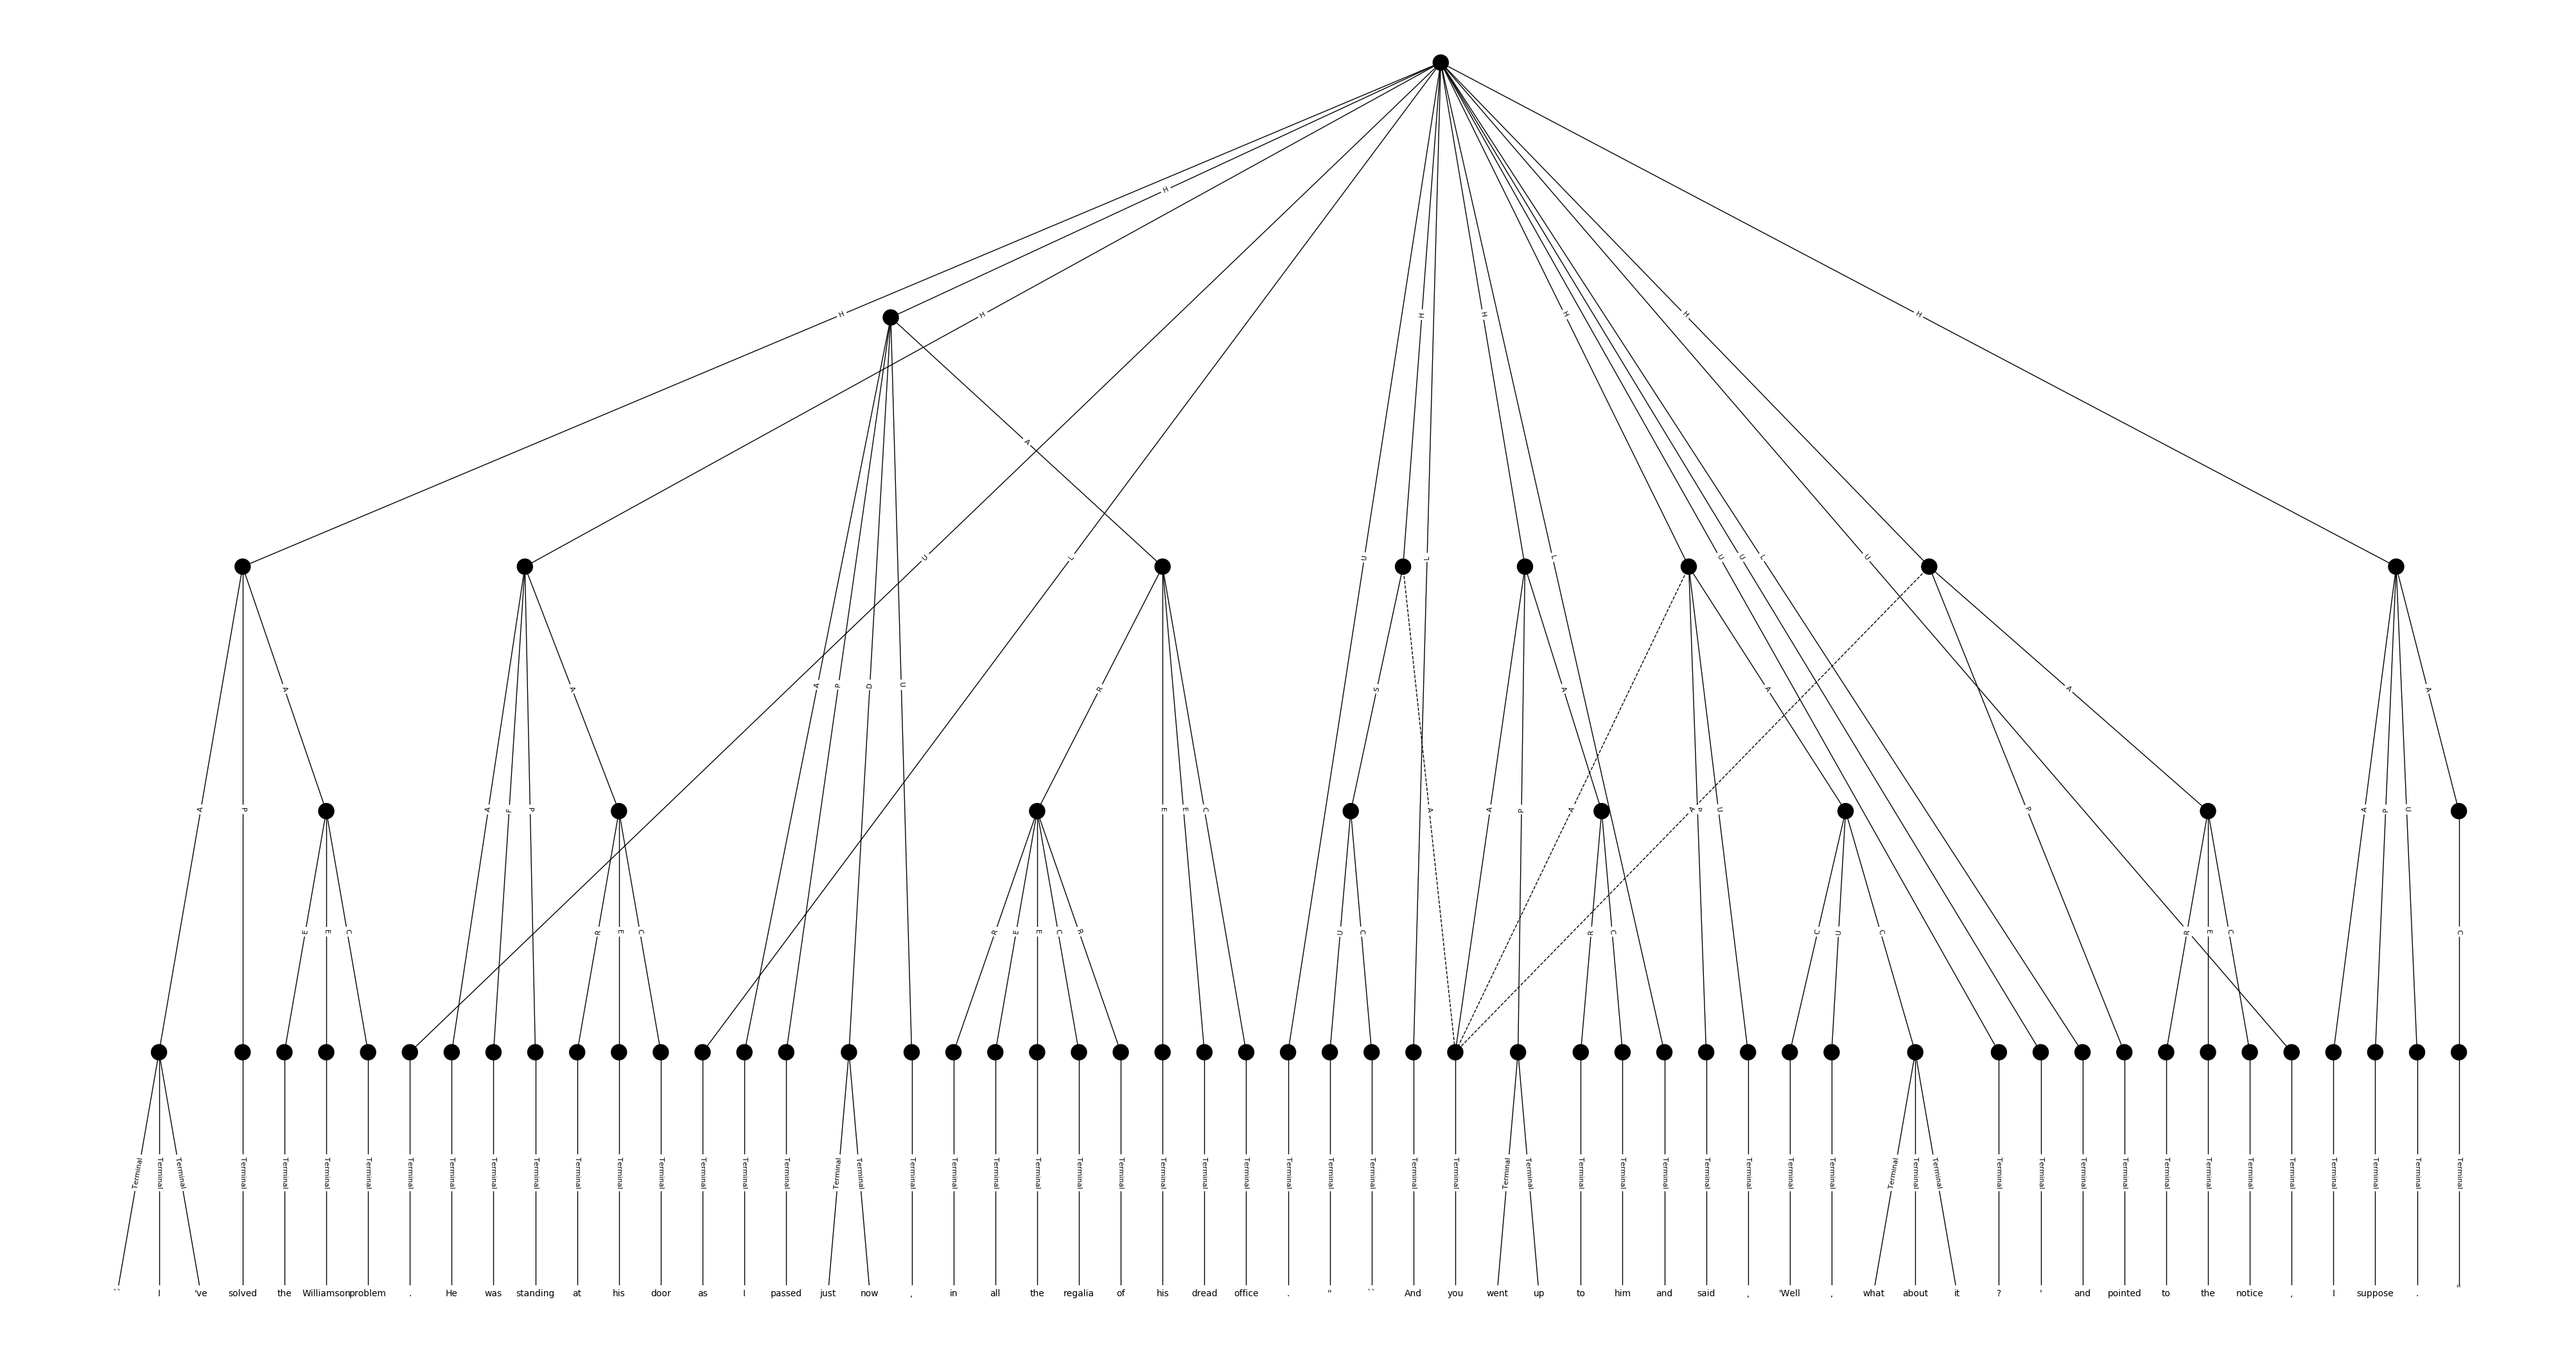 H
H H H H H H H
A
U L U L L U U L U
A P D U R S A A A A
A P A F P A E E C A P A P A P U P A P U
E E C R E C R E E C R U C R C C U C R E C C
Terminal Terminal Terminal Terminal Terminal Terminal Terminal Terminal Terminal Terminal Terminal Terminal Terminal Terminal Terminal Terminal Terminal Terminal Terminal Terminal Terminal Terminal Terminal Terminal Terminal Terminal Terminal Terminal Terminal Terminal Terminal Terminal Terminal Terminal Terminal Terminal Terminal Terminal Terminal Terminal Terminal Terminal Terminal Terminal Terminal Terminal Terminal Terminal Terminal Terminal Terminal Terminal Terminal Terminal Terminal Terminal Terminal
`` I 've solved the Williamson problem . He was standing at his door as I passed just now , in all the regalia of his dread office . " `` And you went up to him and said , 'Well , what about it ? ' and pointed to the notice , I suppose . "